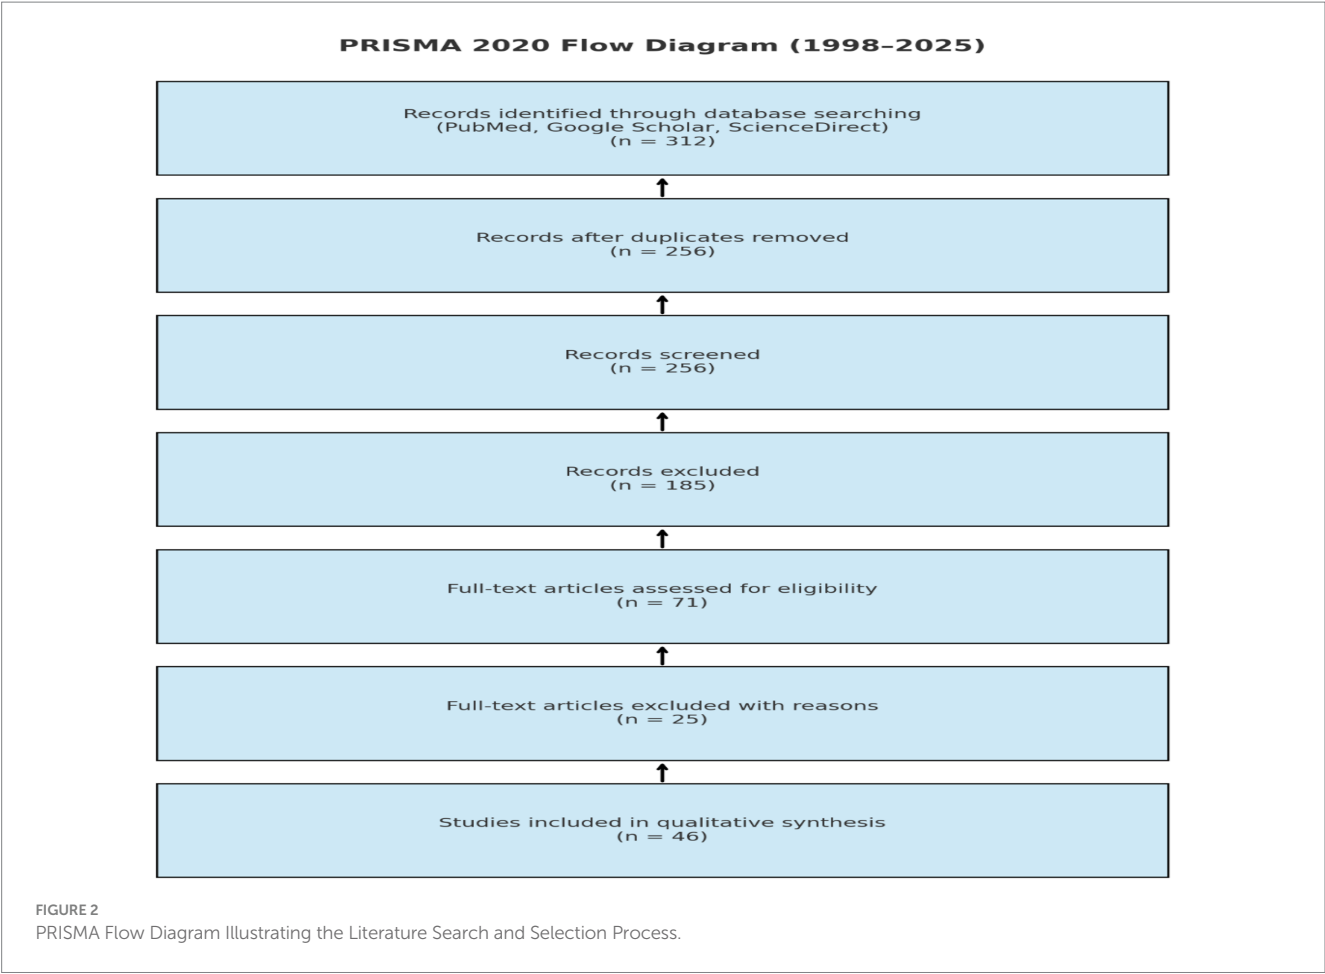 PRISMA 2020 Flow Diagram (1998–2025)
Records identified through database searching
(PubMed, Google Scholar, ScienceDirect)
(n = 312)
Records after duplicates removed
(n = 256)
Records screened
(n = 256)
Records excluded
(n = 185)
Full-text articles assessed for eligibility
(n = 71)
Full-text articles excluded with reasons
(n = 25)
Studies included in qualitative synthesis
(n = 46)
FIGURE 2
PRISMA Flow Diagram Illustrating the Literature Search and Selection Process.